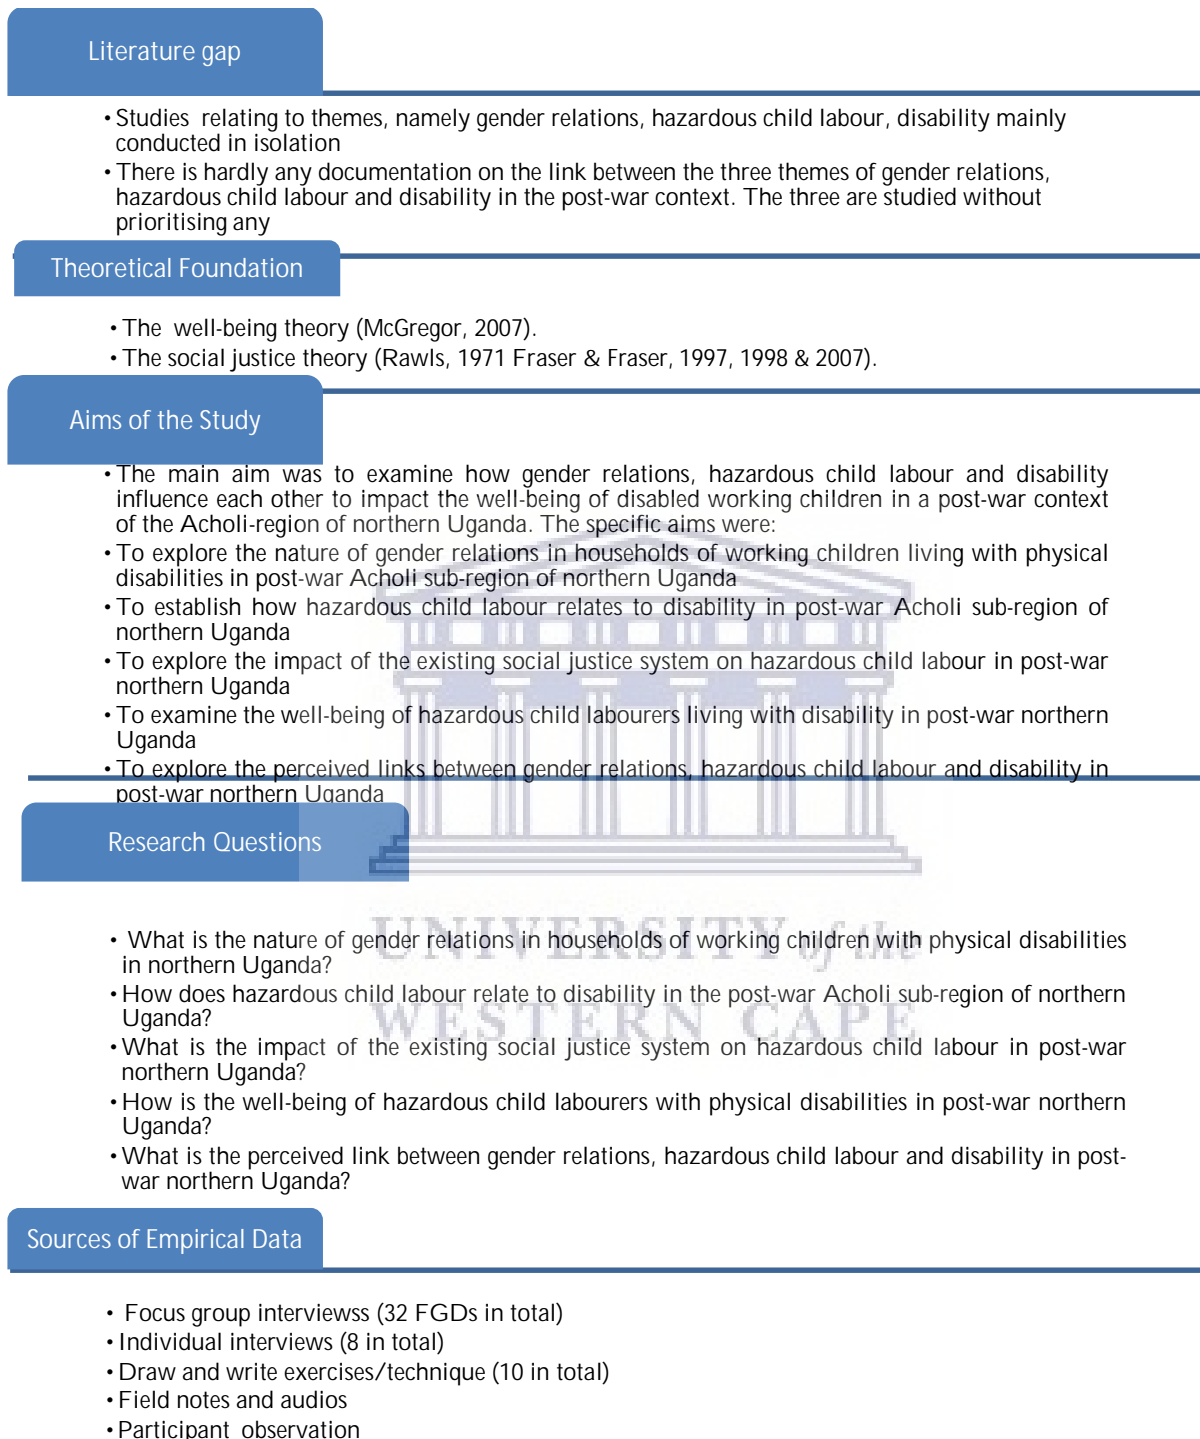 Literature gap
• Studies relating to themes, namely gender relations, hazardous child labour, disability mainly
conducted in isolation
• There is hardly any documentation on the link between the three themes of gender relations,
hazardous child labour and disability in the post-war context. The three are studied without
prioritising any
Theoretical Foundation
• The well-being theory (McGregor, 2007).
• The social justice theory (Rawls, 1971 Fraser & Fraser, 1997, 1998 & 2007).
Aims of the Study
• The main aim was to examine how gender relations, hazardous child labour and disability
influence each other to impact the well-being of disabled working children in a post-war context
of the Acholi-region of northern Uganda. The specific aims were:
• To explore the nature of gender relations in households of working children living with physical
disabilities in post-war Acholi sub-region of northern Uganda
• To establish how hazardous child labour relates to disability in post-war Acholi sub-region of
northern Uganda
• To explore the impact of the existing social justice system on hazardous child labour in post-war
northern Uganda
• To examine the well-being of hazardous child labourers living with disability in post-war northern
Uganda
• To explore the perceived links between gender relations, hazardous child labour and disability in
post-war northern Uganda
Research Questions
• What is the nature of gender relations in households of working children with physical disabilities
in northern Uganda?
• How does hazardous child labour relate to disability in the post-war Acholi sub-region of northern
Uganda?
• What is the impact of the existing social justice system on hazardous child labour in post-war
northern Uganda?
• How is the well-being of hazardous child labourers with physical disabilities in post-war northern
Uganda?
• What is the perceived link between gender relations, hazardous child labour and disability in post-
war northern Uganda?
UNIVERSITY of the
WESTERN CAPE
Sources of Empirical Data
• Focus group interviewss (32 FGDs in total)
• Individual interviews (8 in total)
• Draw and write exercises/technique (10 in total)
• Field notes and audios
• Participant observation